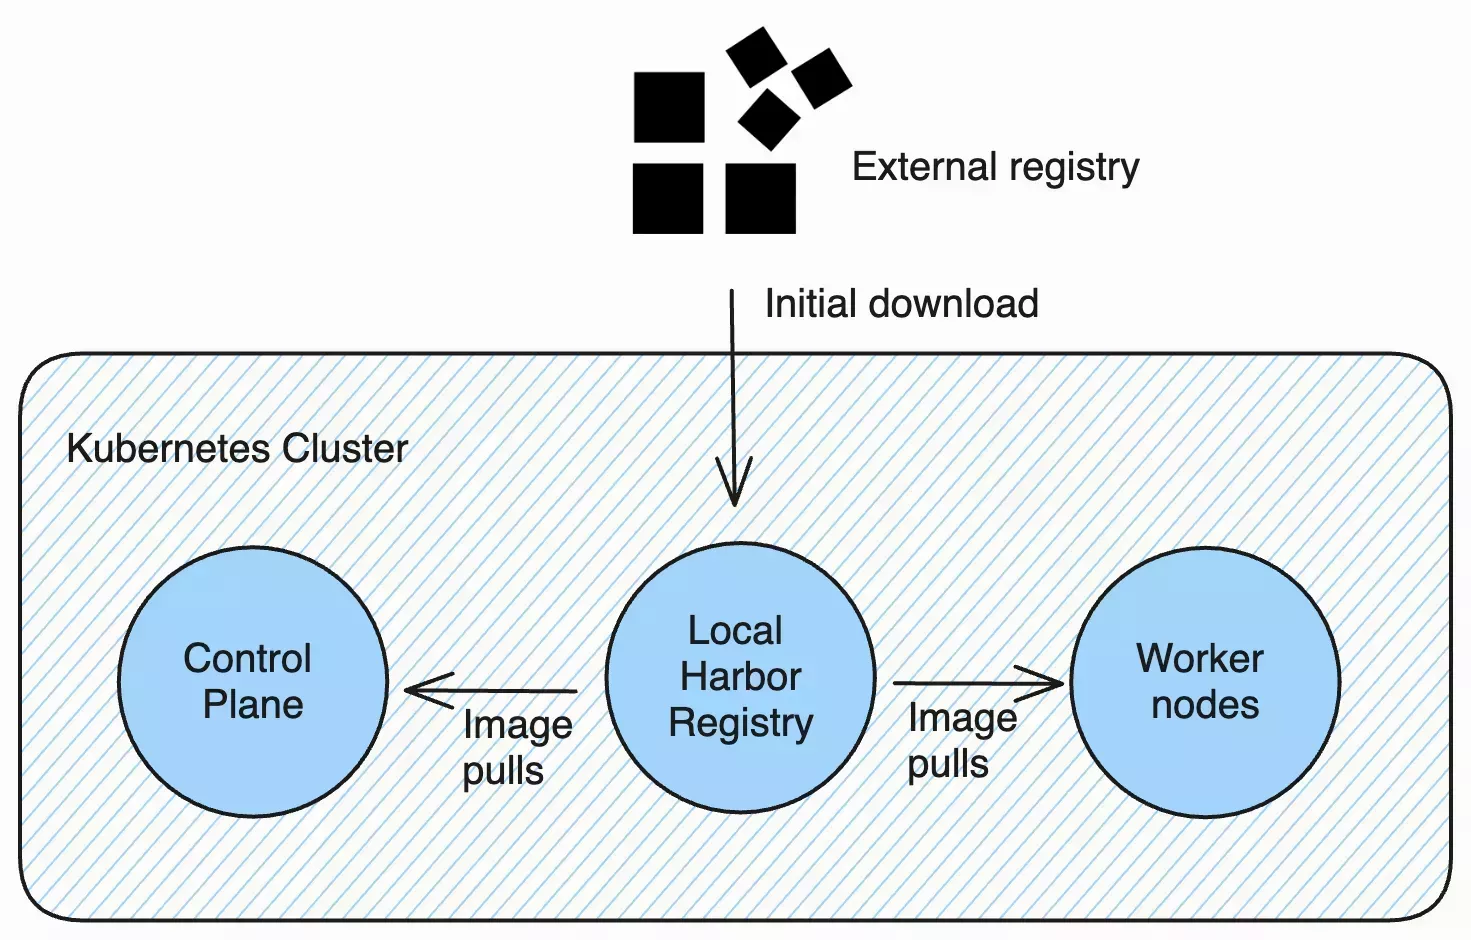 External registry
Initial download
Kubernetes Cluster
Control
Plane
Image
pulls
Local
Harbor
Registry
Image
pulls
Worker
nodes